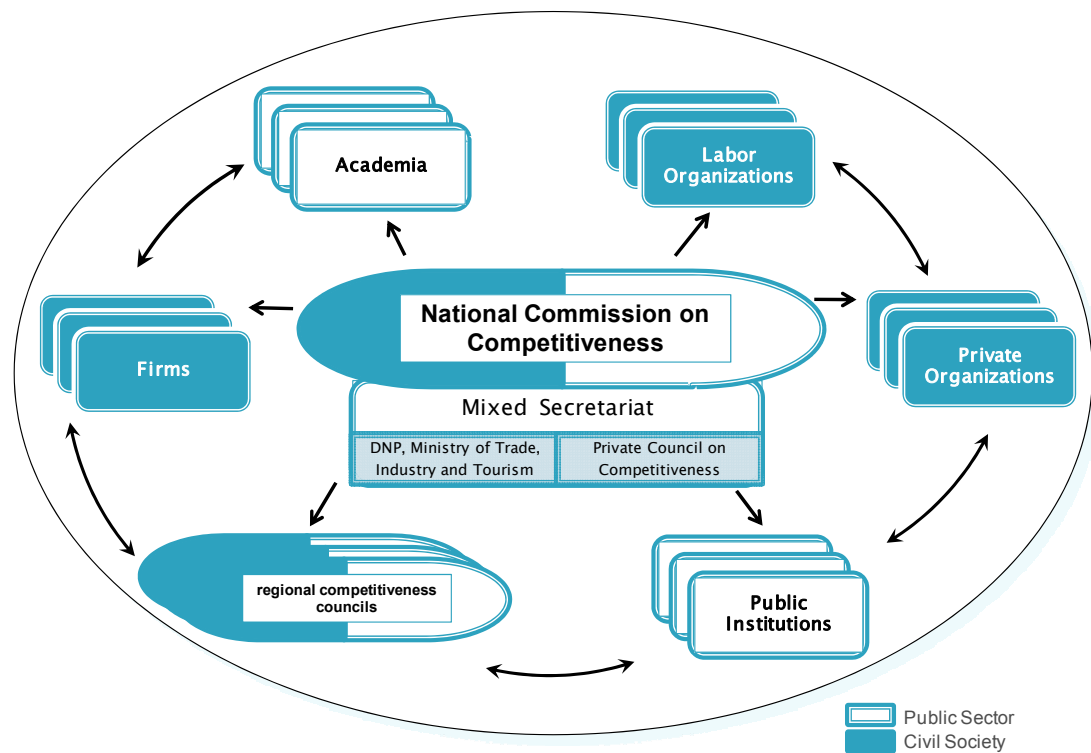 Academia
Labor
Organizations
National Commission on
Competitiveness
Firms
Private
Organizations
Mixed Secretariat
DNP, Ministry of Trade,
Industry and Tourism
Private Council on
Competitiveness
regional competitiveness
councils
Public
Institutions
Public Sector
Civil Society